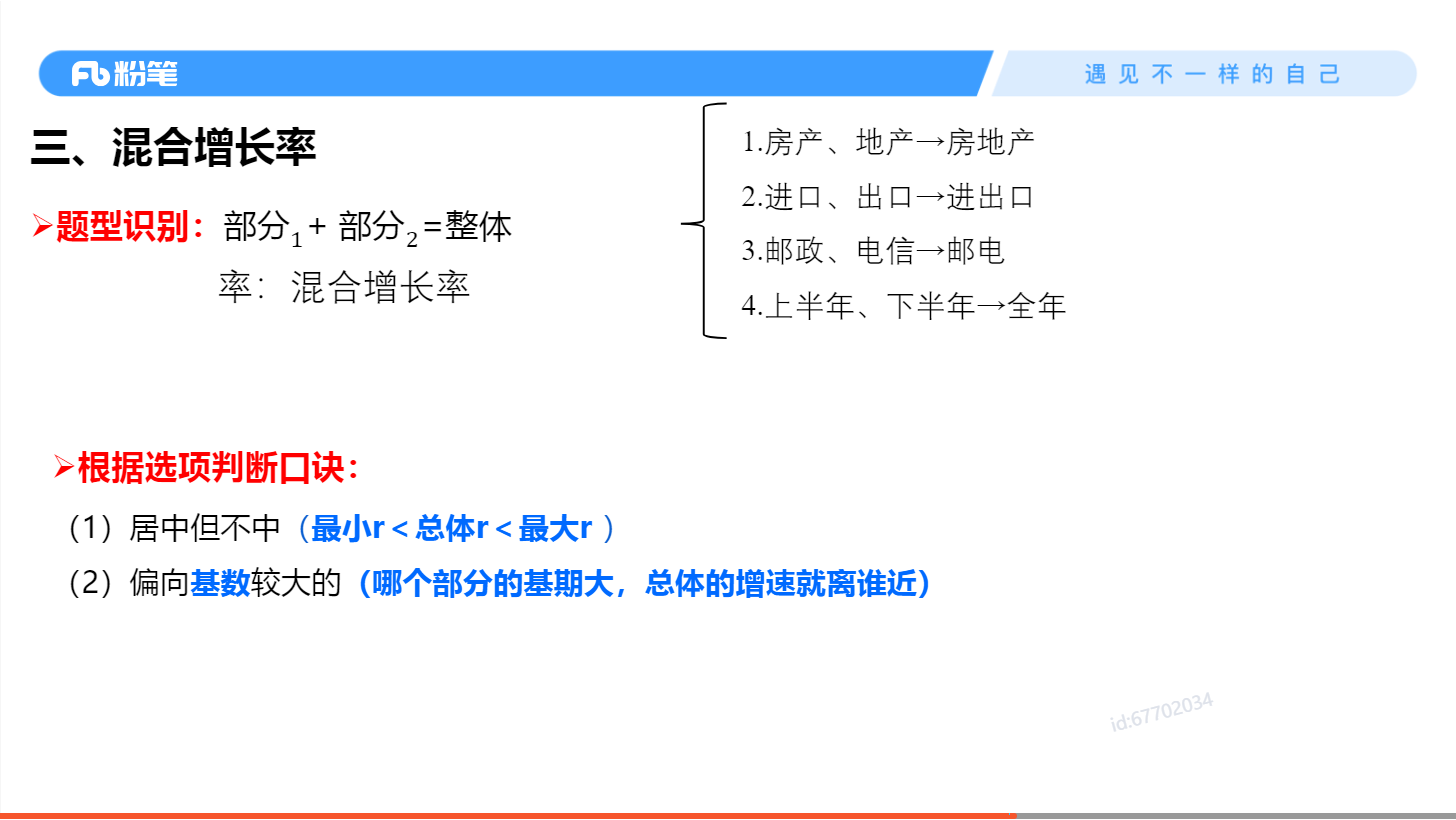 粉笔
遇见不一样的自己
三、混合增长率
题型识别：部分1+ 部分2=整体
率：混合增长率
1.房产、地产→房地产
2.进口、出口→进出口
3.邮政、电信→邮电
4.上半年、下半年→全年
根据选项判断口诀：
（1）居中但不中（最小r＜总体r＜最大r ）
（2）偏向基数较大的（哪个部分的基期大，总体的增速就离谁近）
id:67702034